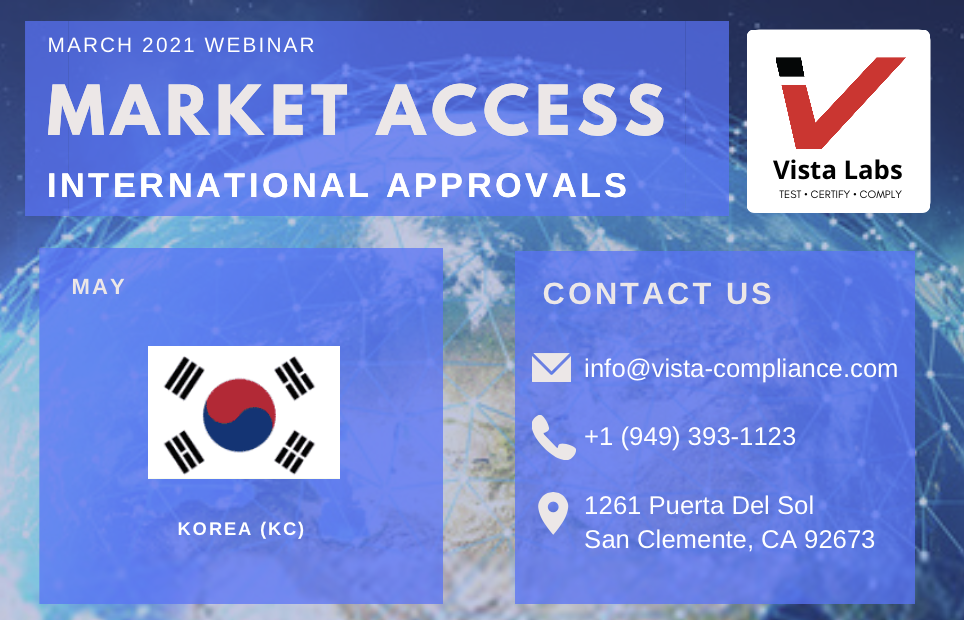 MARCH 2021 WEBINAR
MARKET ACCESS
INTERNATIONAL APPROVALS
Vista Labs
TEST • CERTIFY • COMPLY
MAY
KOREA (KC)
CONTACT US
info@vista-compliance.com
+1 (949) 393-1123
1261 Puerta Del Sol
San Clemente, CA 92673